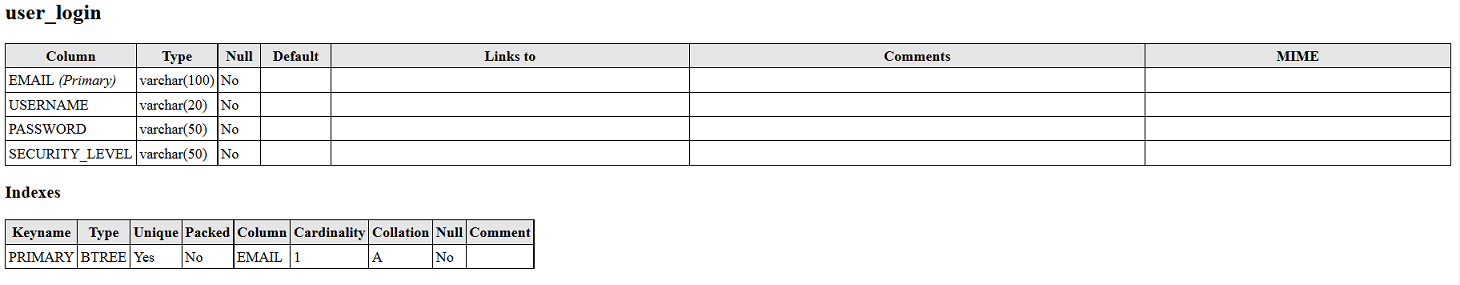 user_login
Column Type Null Default Links to Comments MIME
EMAIL (Primary) varchar(100) No
USERNAME varchar(20) No
PASSWORD varchar(50) No
SECURITY_LEVEL varchar(50) No
Indexes
Keyname Type Unique Packed Column Cardinality Collation Null Comment
PRIMARY BTREE Yes No EMAIL 1 A No